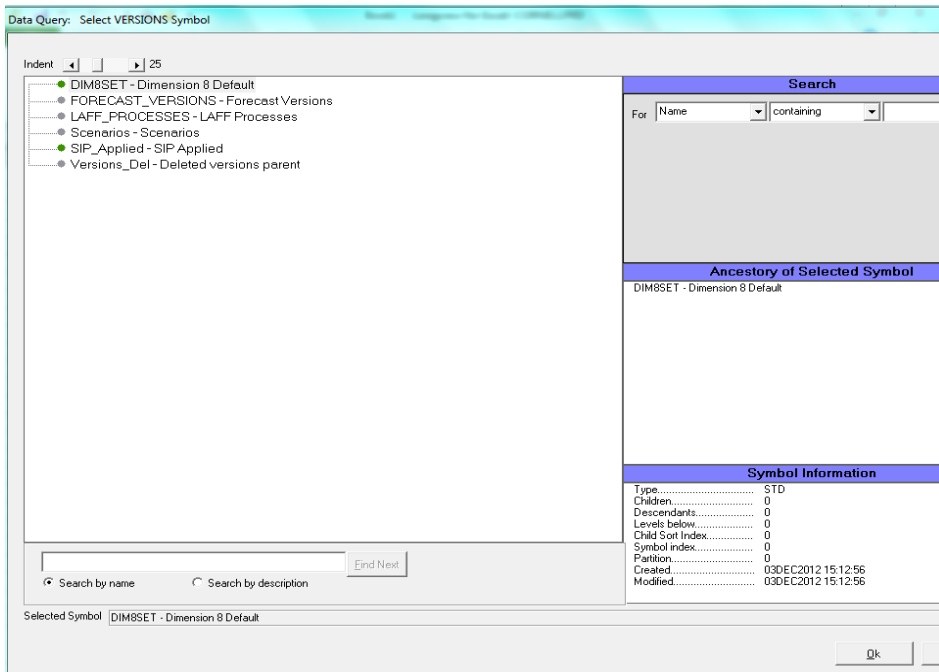 Data Query: Select VERSIONS Symbol
Indent 25
DIM8SET - Dimension 8 Default
FORECAST_VERSIONS - Forecast Versions
LAFF_PROCESSES - LAFF Processes
Scenarios - Scenarios
SIP_Applied - SIP Applied
Versions_Del - Deleted versions parent
Search
For Name containing
Ancestory of Selected Symbol
DIM8SET - Dimension 8 Default
Symbol Information
Type................................ STD
Children........................... 0
Descendants.................... 0
Levels below..................... 0
Child Sort Index................ 0
Symbol index.................... 0
Partition............................ 0
Created............................ 03DEC2012 15:12:56
Modified........................... 03DEC2012 15:12:56
Find Next
Search by name Search by description
Selected Symbol DIM8SET - Dimension 8 Default
Ok